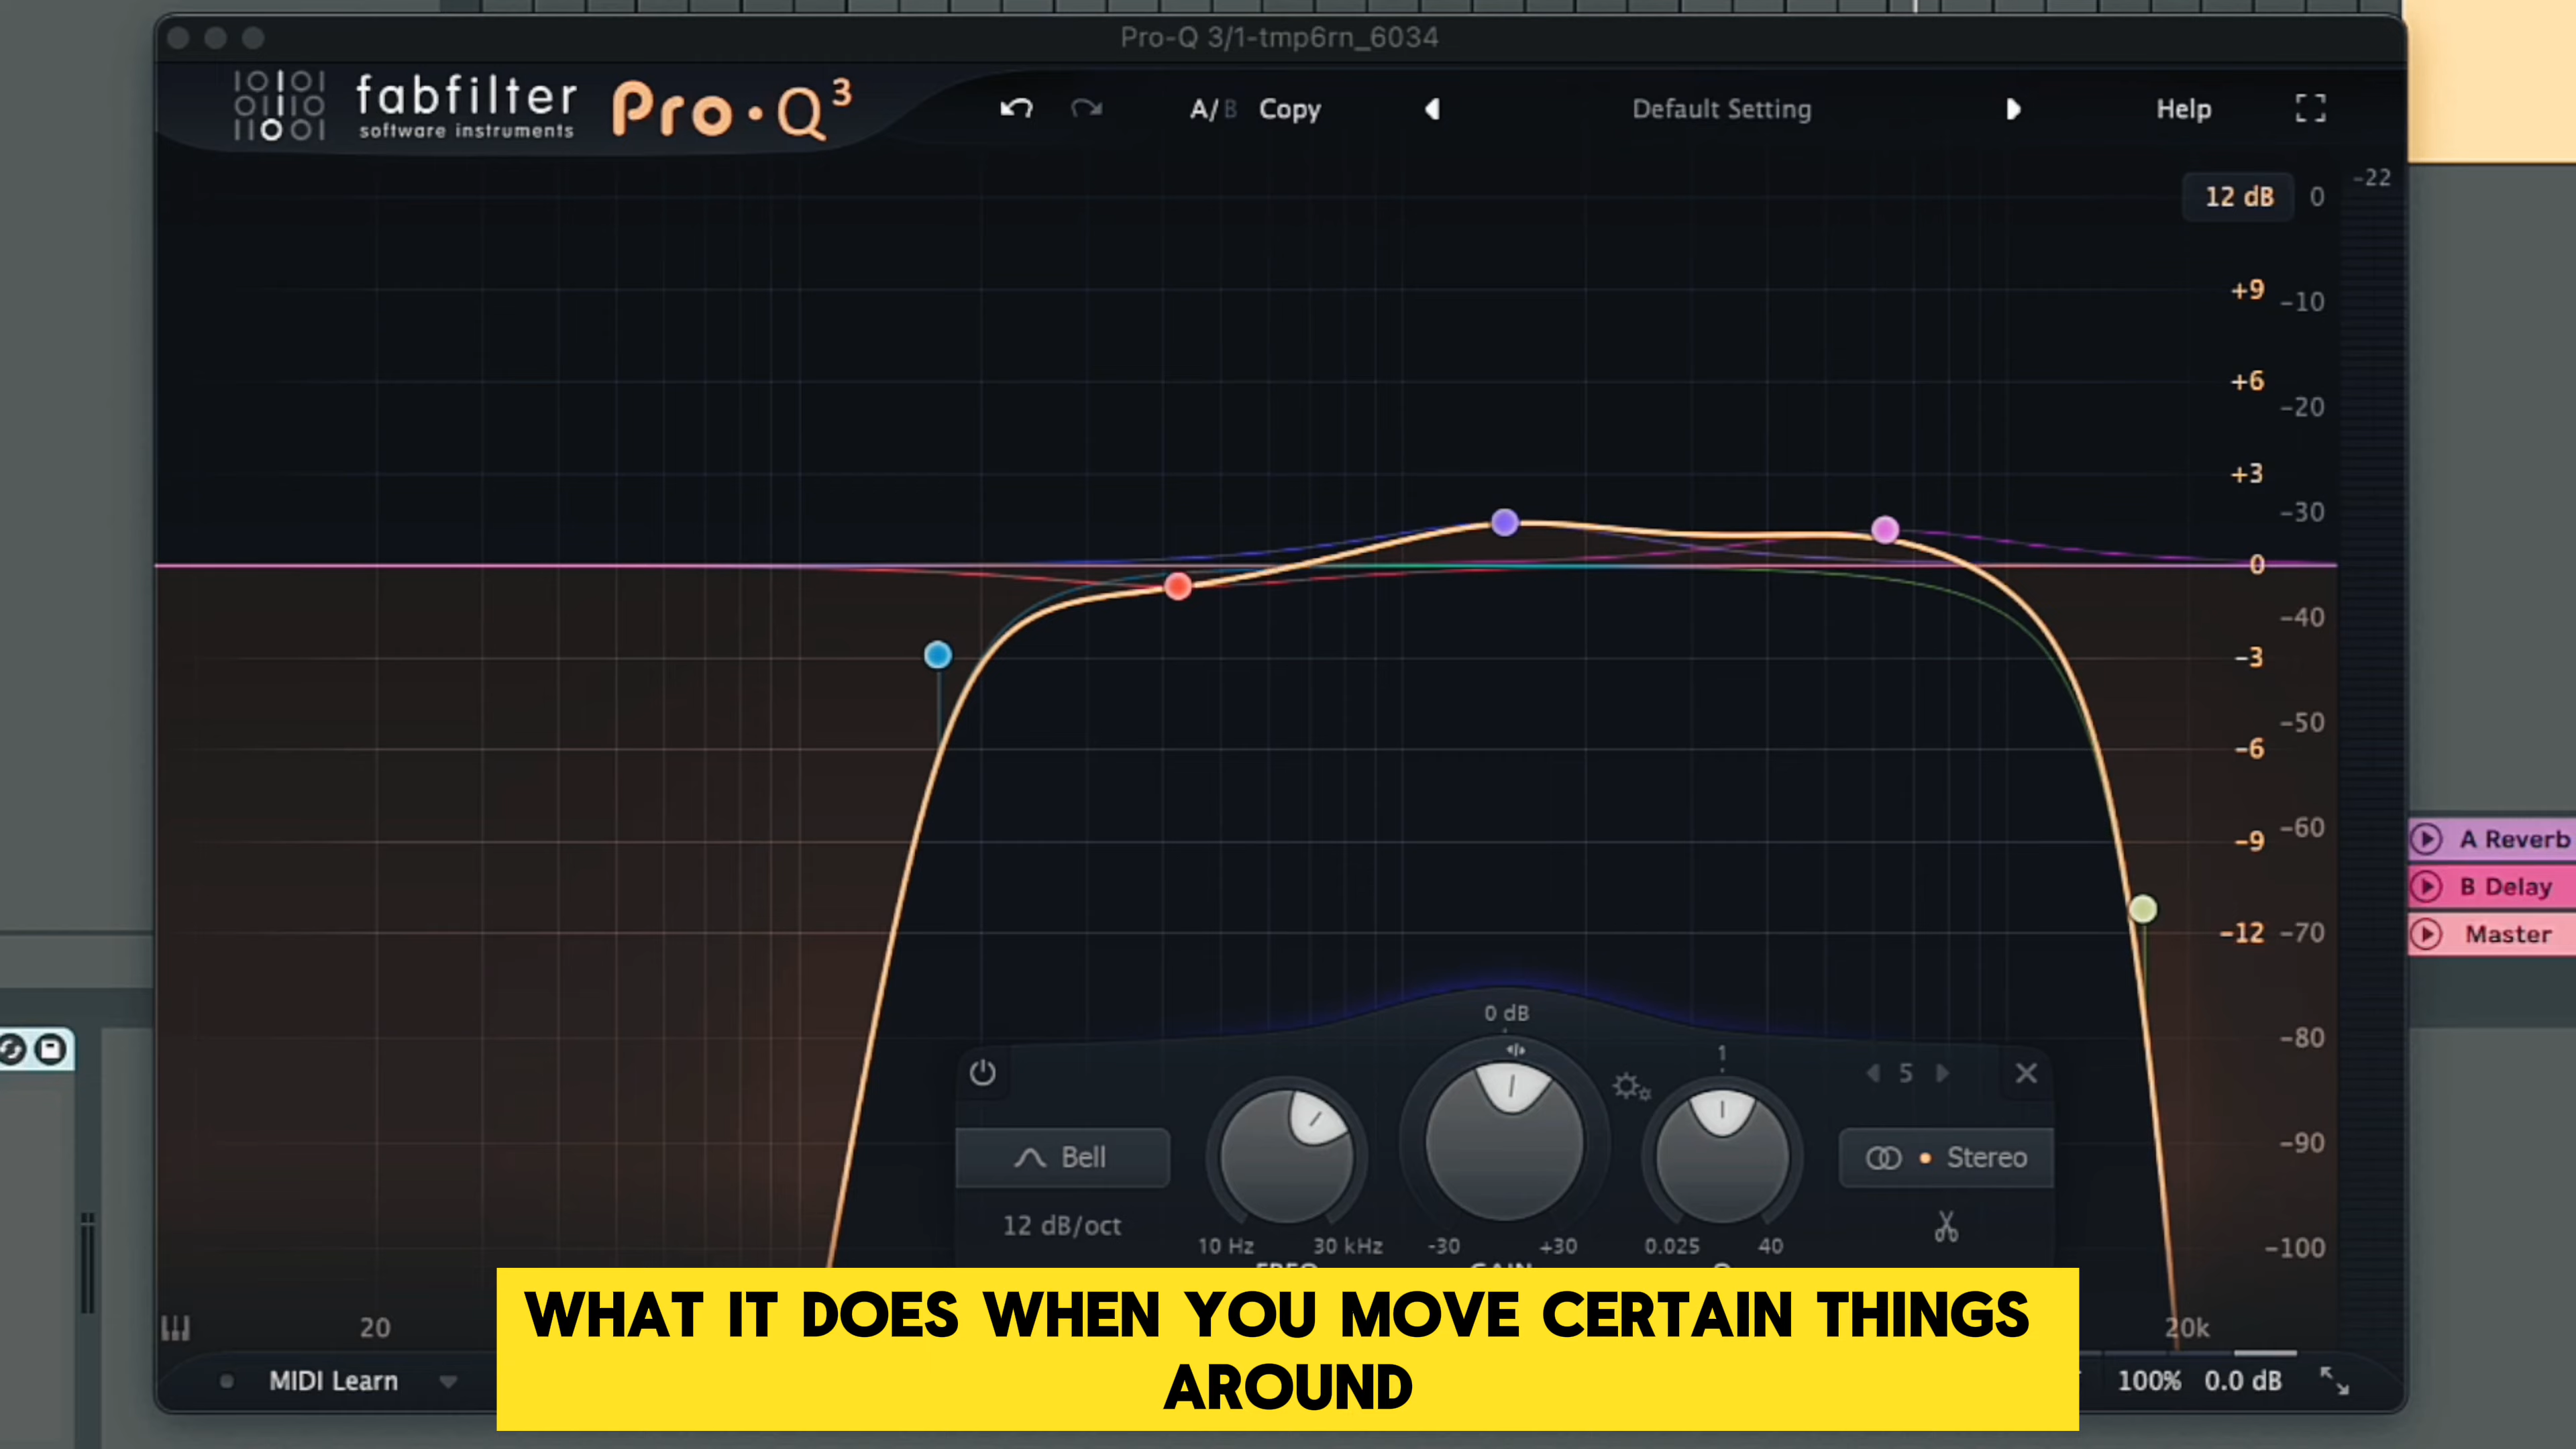 Pro-Q 3/1-tmp6rn_6034
fabfilter
software instruments
Pro·Q³
A/B Copy
Default Setting
Help
12 dB 0 -22
+9 -10
+6 -20
+3 -30
0
-40
-3
-50
-6
-60
-9
-12 -70
-80
-90
-100
A Reverb
B Delay
Master
0 dB
1
5
Bell
Stereo
12 dB/oct
10 Hz 30 kHz -30 +30 0.025 40
WHAT IT DOES WHEN YOU MOVE CERTAIN THINGS
AROUND
20
20k
MIDI Learn
100% 0.0 dB